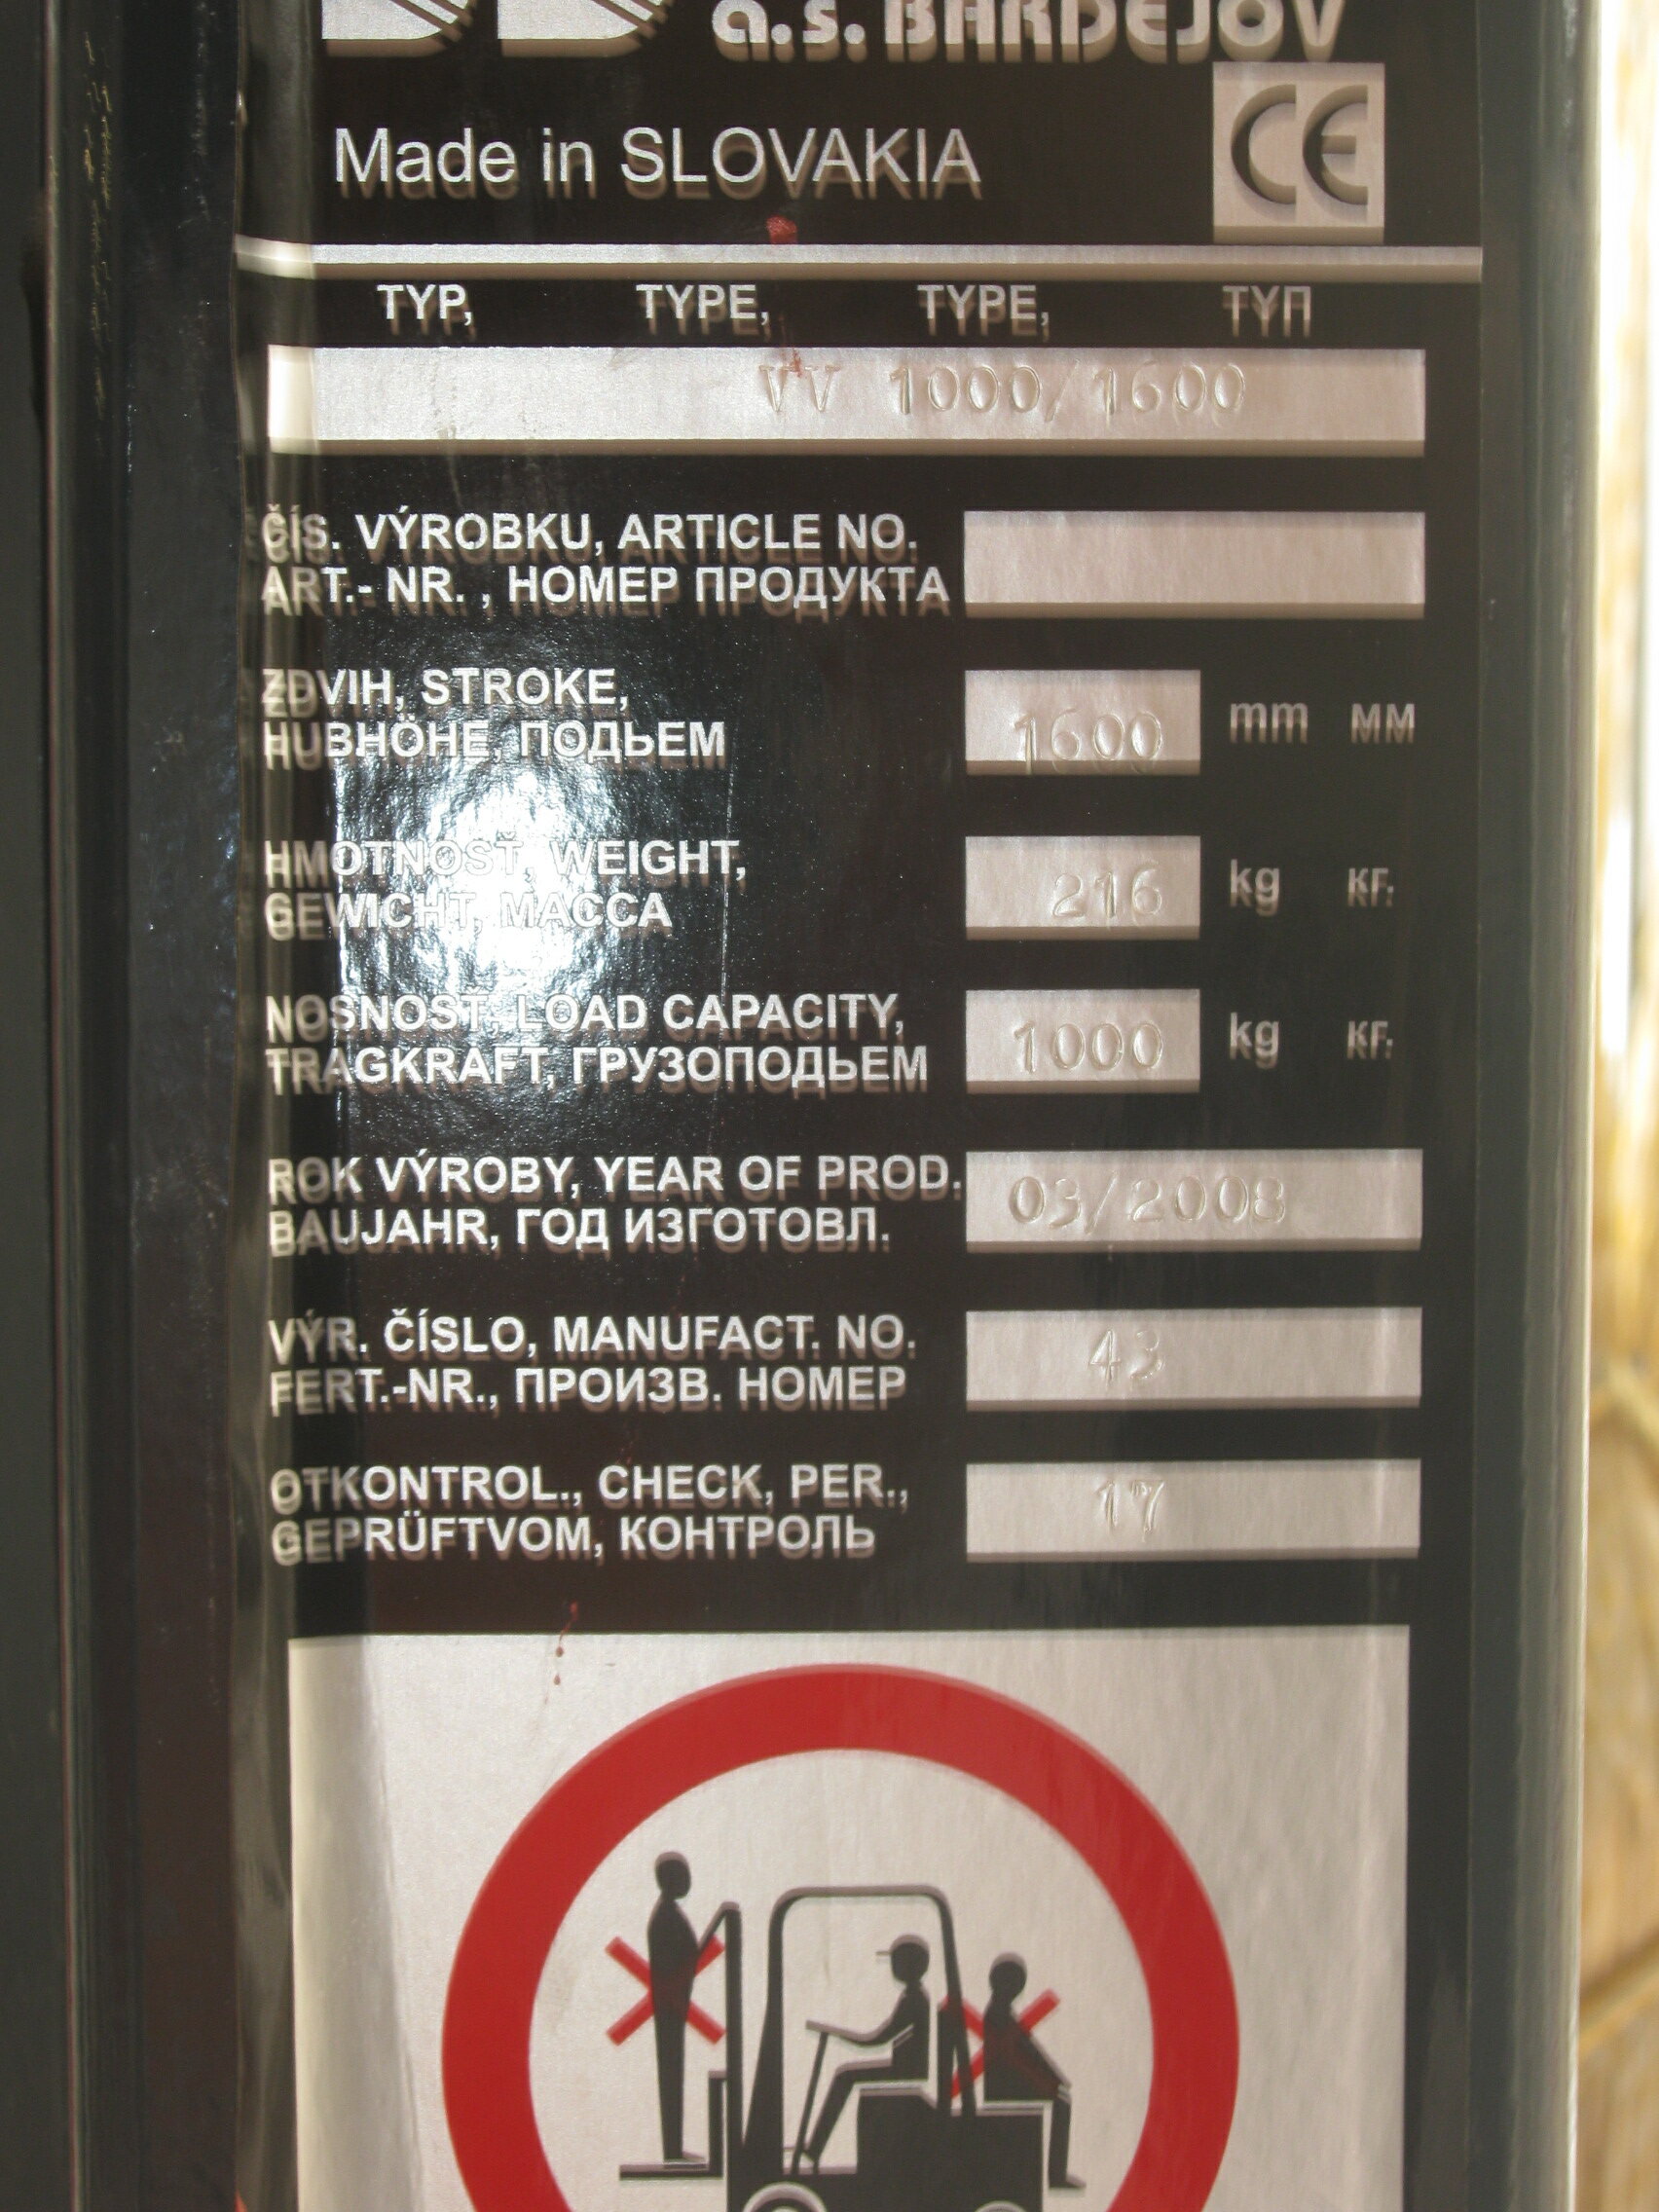 a.s. BARDEJOV
Made in SLOVAKIA
CE
TYP, TYPE, TYPE, ТУП
VV 1000/1600
ČÍS. VÝROBKU, ARTICLE NO.
ART.- NR. , НОМЕР ПРОДУКТА
ZDVIH, STROKE,
HUBHÖHE, ПОДЬЕМ
1600 mm мм
HMOTNOSŤ, WEIGHT,
GEWICHT, МАССА
216 kg кг.
NOSNOSŤ, LOAD CAPACITY,
TRAGKRAFT, ГРУЗОПОДЬЕМ
1000 kg кг.
ROK VÝROBY, YEAR OF PROD.
BAUJAHR, ГОД ИЗГОТОВЛ.
03/2008
VÝR. ČÍSLO, MANUFACT. NO.
FERT.-NR., ПРОИЗВ. НОМЕР
43
OTKONTROL., CHECK, PER.,
GEPRÜFTVOM, КОНТРОЛЬ
17